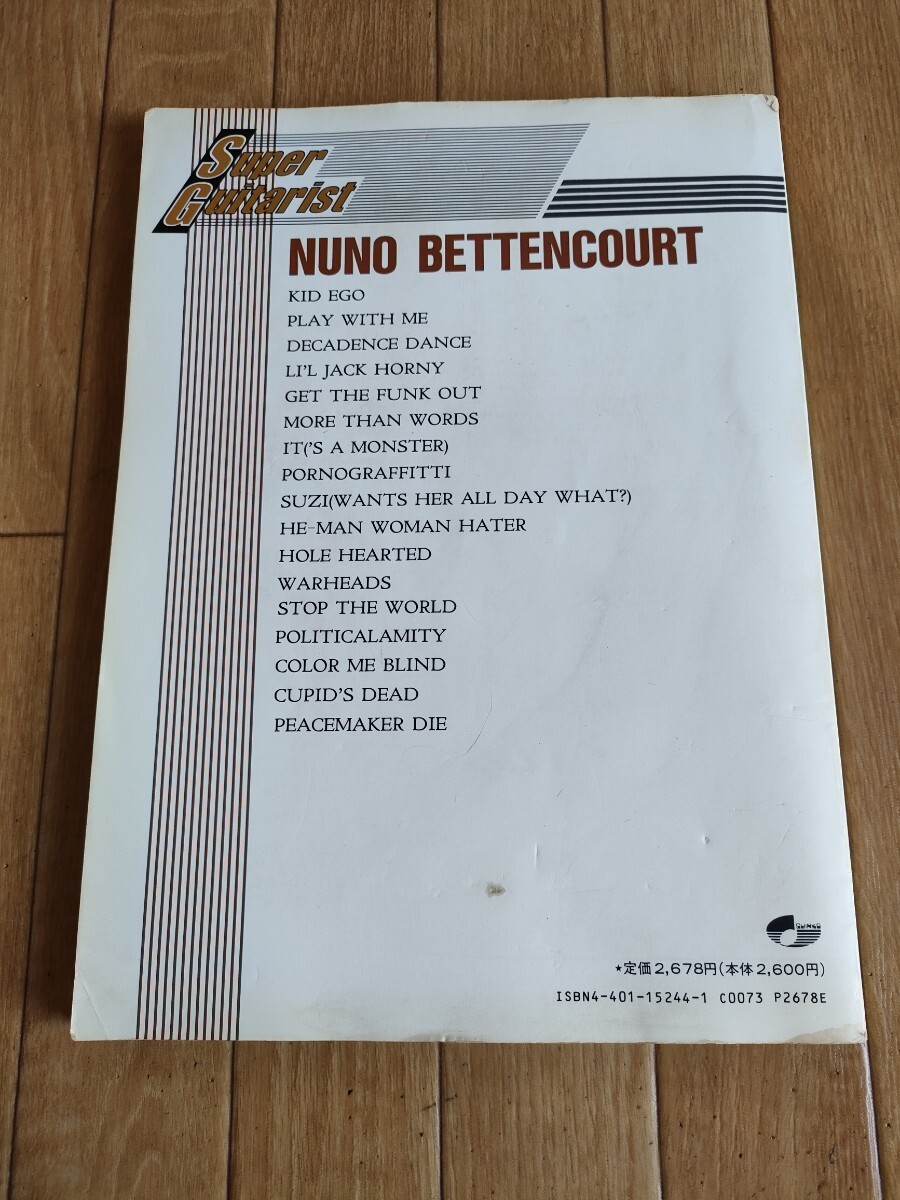 Super
Guitarist
NUNO BETTENCOURT
KID EGO
PLAY WITH ME
DECADENCE DANCE
LI'L JACK HORNY
GET THE FUNK OUT
MORE THAN WORDS
IT('S A MONSTER)
PORNOGRAFFITTI
SUZI(WANTS HER ALL DAY WHAT?)
HE-MAN WOMAN HATER
HOLE HEARTED
WARHEADS
STOP THE WORLD
POLITICALAMITY
COLOR ME BLIND
CUPID'S DEAD
PEACEMAKER DIE
★定価2,678円(本体2,600円)
ISBN4-401-15244-1 C0073 P2678E